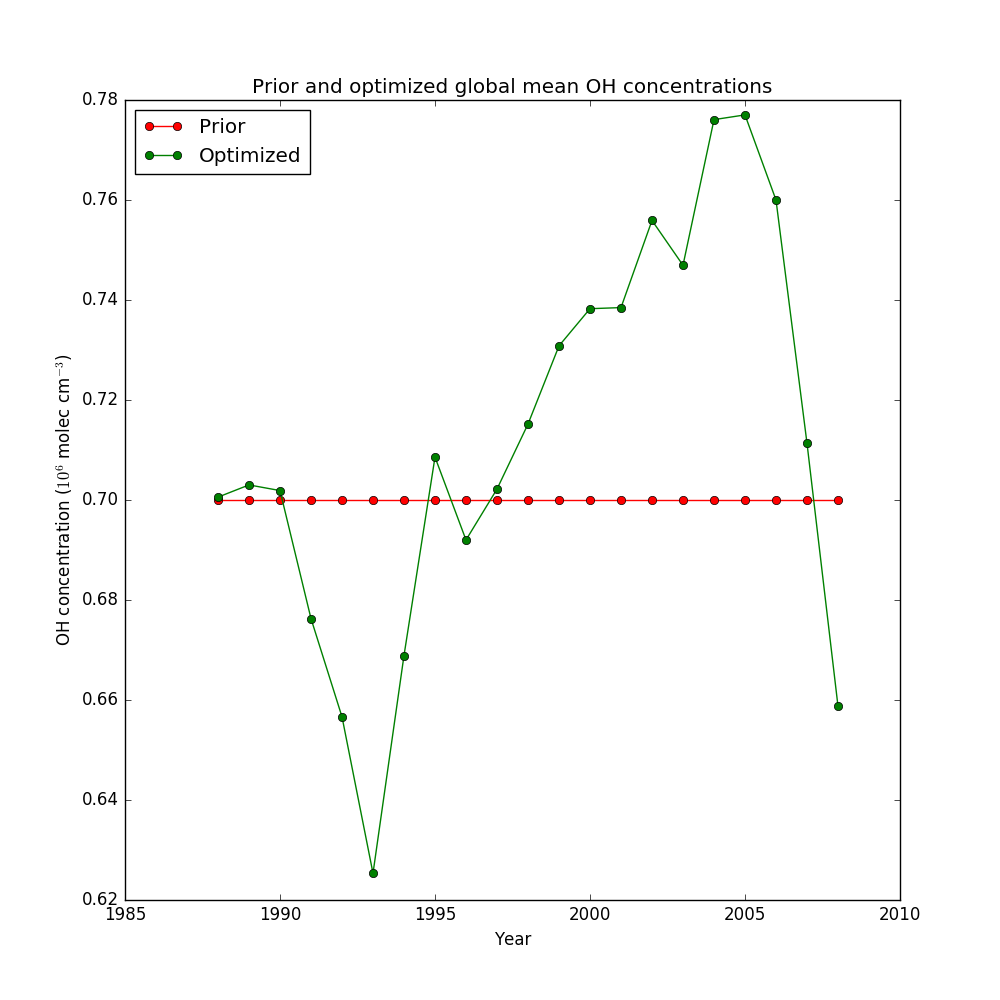 Prior and optimized global mean OH concentrations
0.78
0.76
0.74
0.72
0.70
0.68
0.66
0.64
0.62
OH concentration (10⁶ molec cm⁻³)
Prior
Optimized
1985 1990 1995 2000 2005 2010
Year